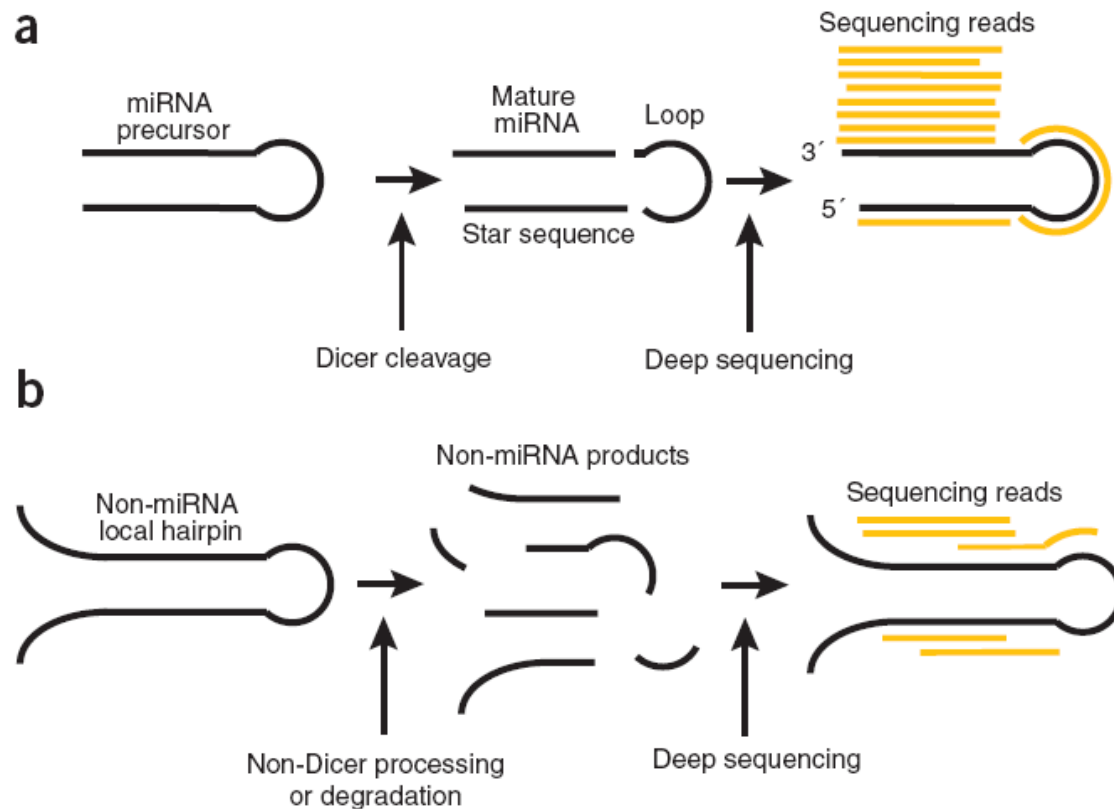 a
Sequencing reads
miRNA
precursor
Mature
miRNA
Loop
3´
5´
Star sequence
Dicer cleavage
Deep sequencing
b
Non-miRNA products
Non-miRNA
local hairpin
Sequencing reads
Non-Dicer processing
or degradation
Deep sequencing